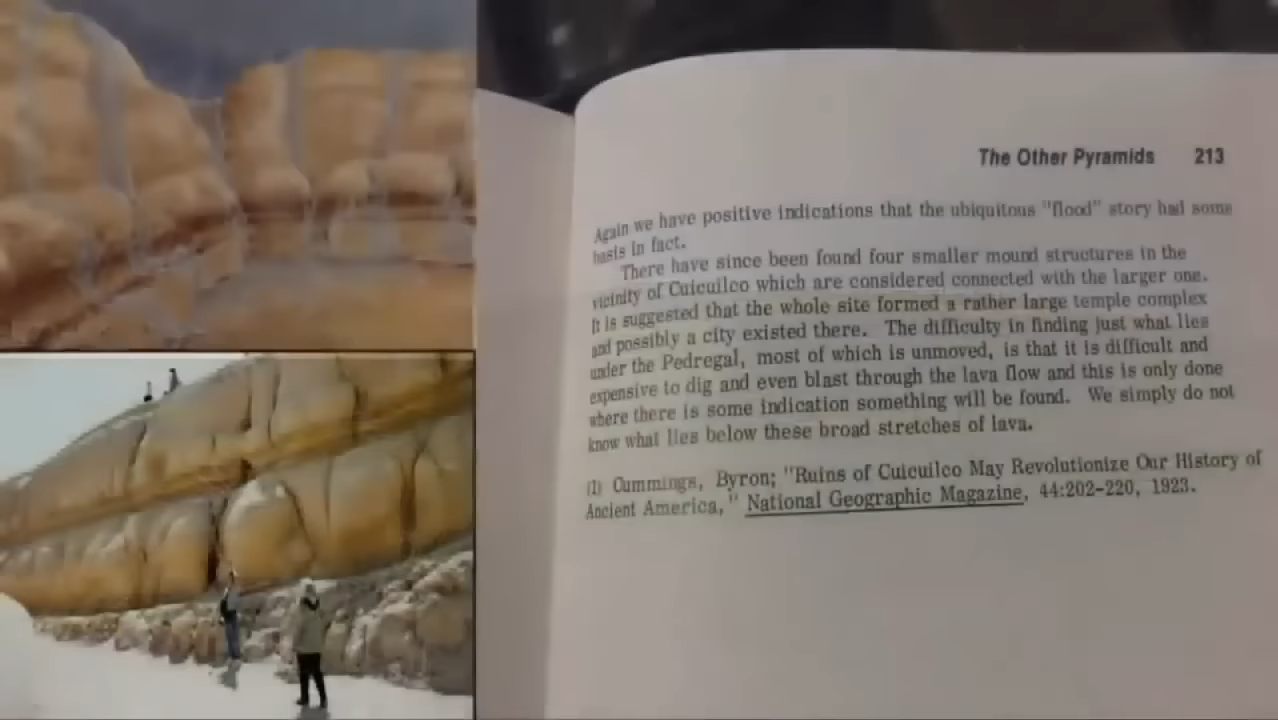 The Other Pyramids 213
Again we have positive indications that the ubiquitous "flood" story had some
basis in fact.
There have since been found four smaller mound structures in the
vicinity of Cuicuilco which are considered connected with the larger one.
It is suggested that the whole site formed a rather large temple complex
and possibly a city existed there. The difficulty in finding just what lies
under the Pedregal, most of which is unmoved, is that it is difficult and
expensive to dig and even blast through the lava flow and this is only done
where there is some indication something will be found. We simply do not
know what lies below these broad stretches of lava.
(1) Cummings, Byron; "Ruins of Cuicuilco May Revolutionize Our History of
Ancient America," National Geographic Magazine, 44:202-220, 1923.